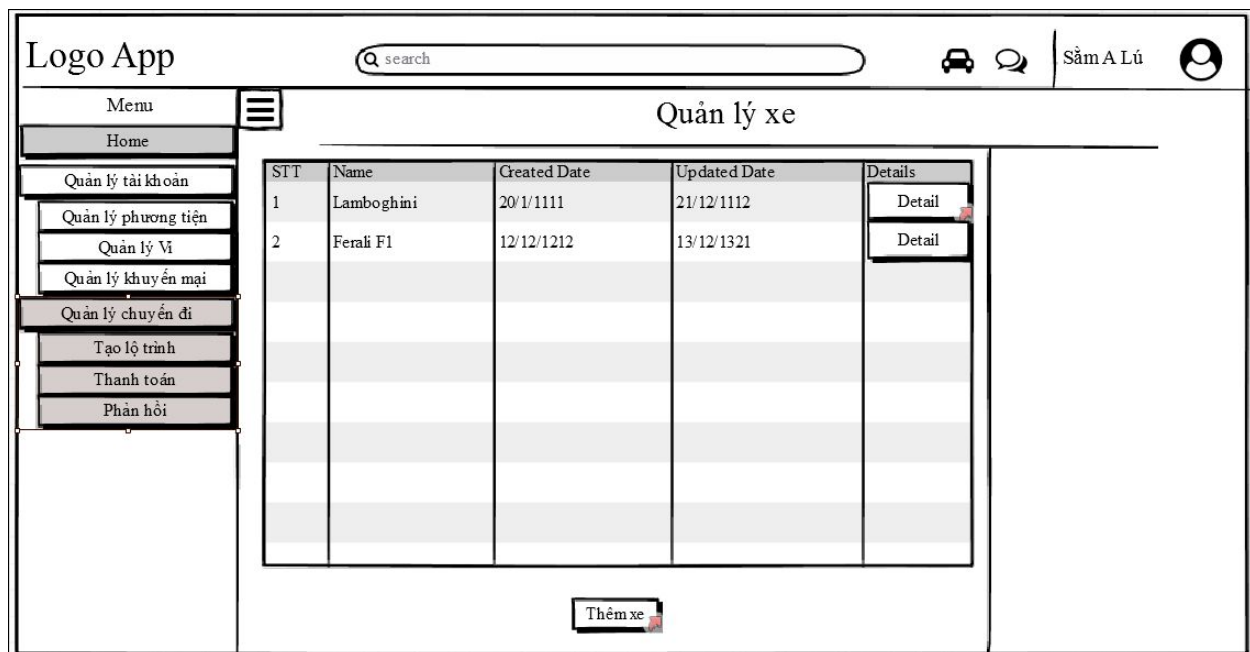 Logo App
search
Sằm A Lú
Menu
Quản lý xe
Home
Quản lý tài khoản
Quản lý phương tiện
Quản lý Ví
Quản lý khuyến mại
Quản lý chuyến đi
Tạo lộ trình
Thanh toán
Phản hồi
STT Name Created Date Updated Date Details
1 Lamboghini 20/1/1111 21/12/1112 Detail
2 Ferali F1 12/12/1212 13/12/1321 Detail
Thêm xe